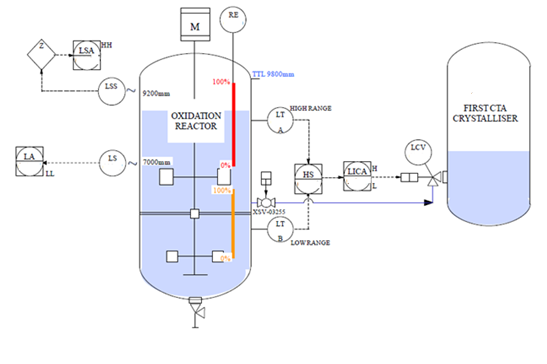 RE
M
Z
LSA
HH
TTL 9800mm
100%
LSS
9200mm
HIGH RANGE
OXIDATION
REACTOR
LT
A
FIRST CTA
CRYSTALLISER
LCV
LA
LL
LS
7000mm
0%
100%
HS
LICA
H
L
XSV-03255
LT
B
LOW RANGE
0%